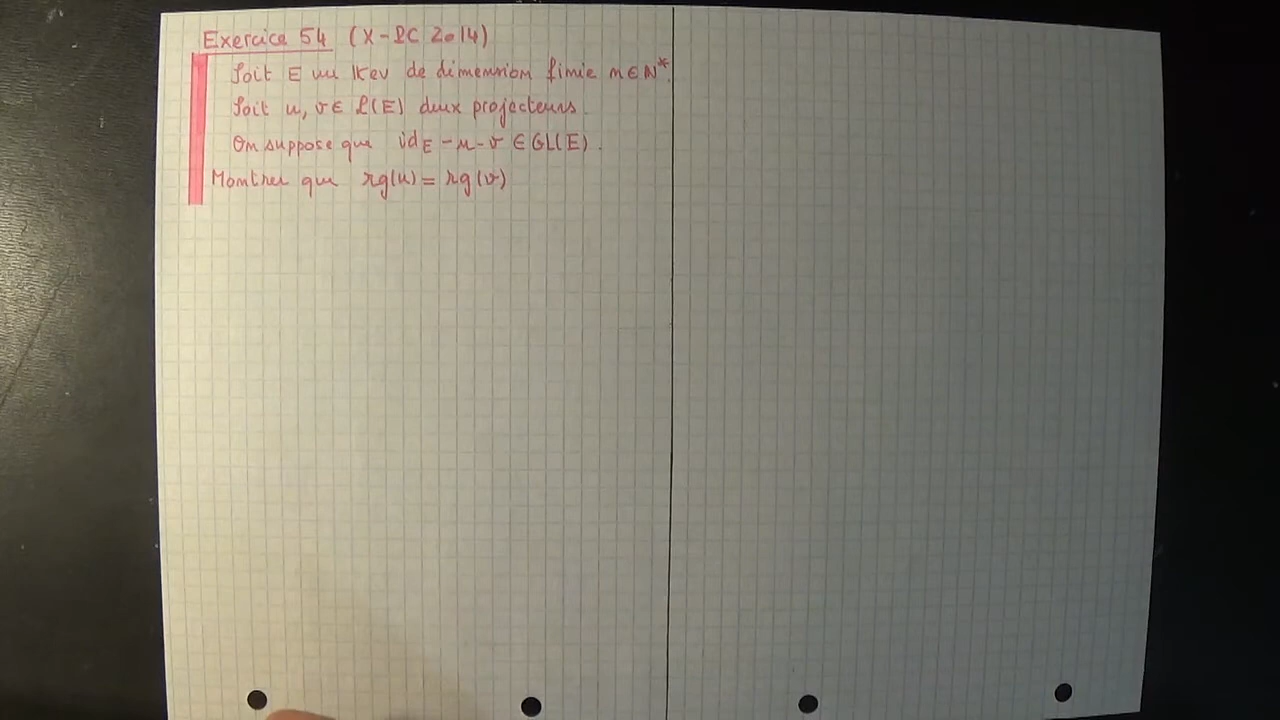 Exercice 54 (X-PC 2014)
Soit E un Kev de dimension finie n ∈ N*.
Soit u, v ∈ L(E) deux projecteurs.
On suppose que id_E - u - v ∈ GL(E).
Montrer que rg(u) = rg(v)